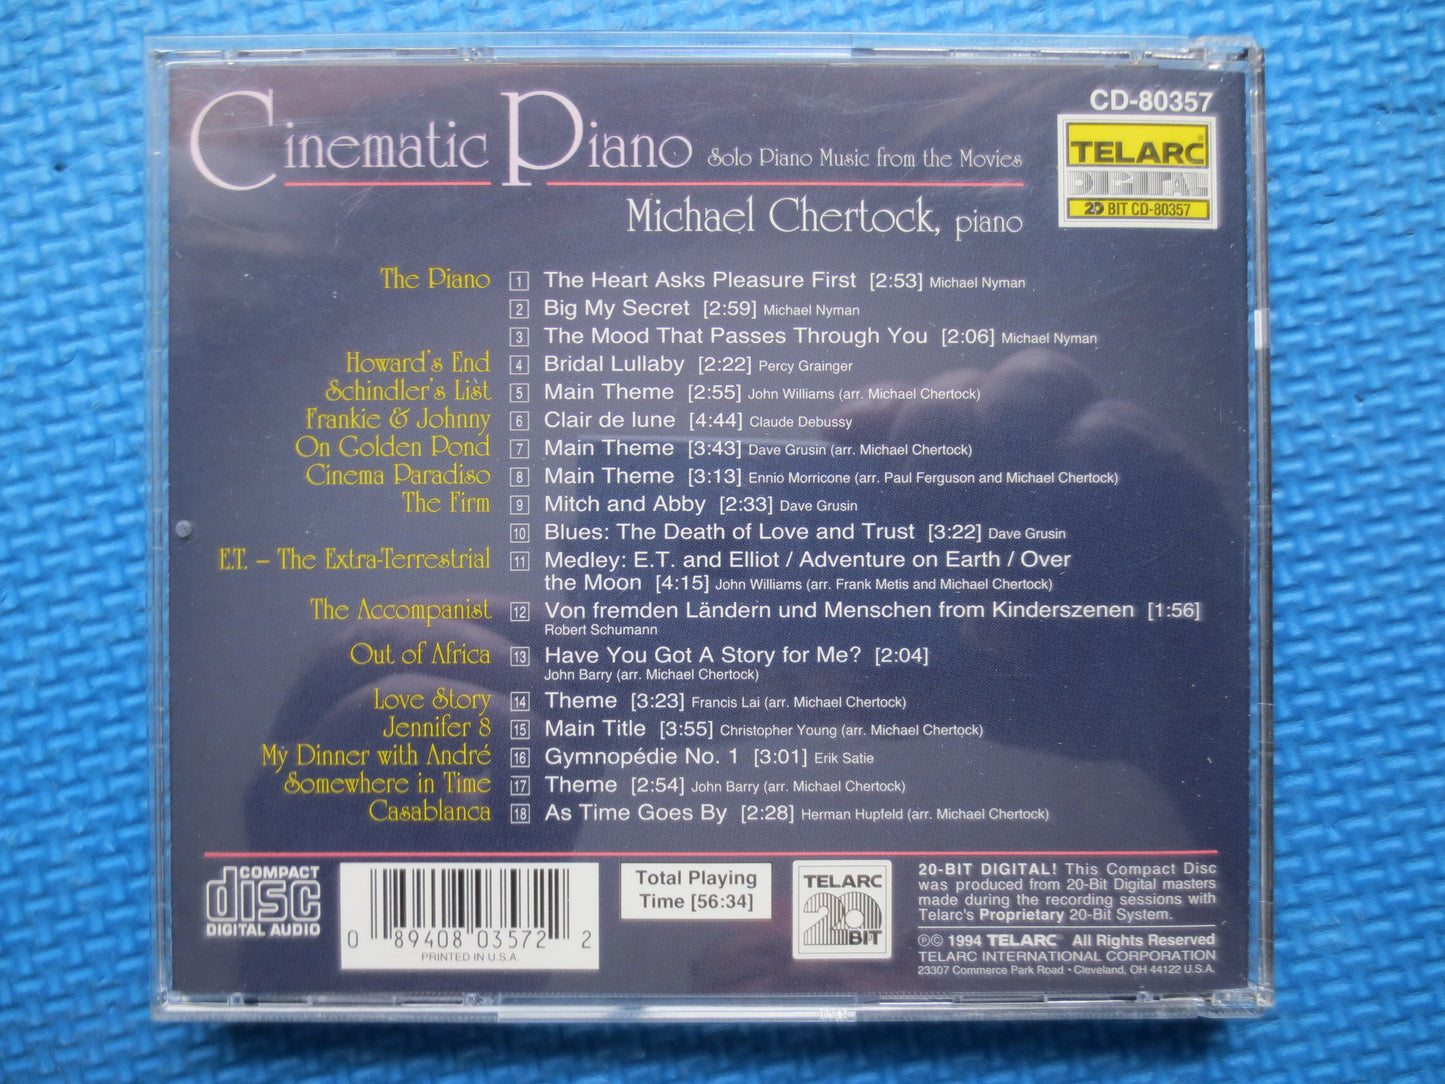 Cinematic Piano Solo Piano Music from the Movies
Michael Chertock, piano
CD-80357
TELARC®
DIGITAL
20 BIT CD-80357
The Piano 1 The Heart Asks Pleasure First [2:53] Michael Nyman
2 Big My Secret [2:59] Michael Nyman
3 The Mood That Passes Through You [2:06] Michael Nyman
Howard's End 4 Bridal Lullaby [2:22] Percy Grainger
Schindler's List 5 Main Theme [2:55] John Williams (arr. Michael Chertock)
Frankie & Johnny 6 Clair de lune [4:44] Claude Debussy
On Golden Pond 7 Main Theme [3:43] Dave Grusin (arr. Michael Chertock)
Cinema Paradiso 8 Main Theme [3:13] Ennio Morricone (arr. Paul Ferguson and Michael Chertock)
The Firm 9 Mitch and Abby [2:33] Dave Grusin
10 Blues: The Death of Love and Trust [3:22] Dave Grusin
E.T. – The Extra-Terrestrial 11 Medley: E.T. and Elliot / Adventure on Earth / Over
the Moon [4:15] John Williams (arr. Frank Metis and Michael Chertock)
The Accompanist 12 Von fremden Ländern und Menschen from Kinderszenen [1:56]
Robert Schumann
Out of Africa 13 Have You Got A Story for Me? [2:04]
John Barry (arr. Michael Chertock)
Love Story 14 Theme [3:23] Francis Lai (arr. Michael Chertock)
Jennifer 8 15 Main Title [3:55] Christopher Young (arr. Michael Chertock)
My Dinner with André 16 Gymnopédie No. 1 [3:01] Erik Satie
Somewhere in Time 17 Theme [2:54] John Barry (arr. Michael Chertock)
Casablanca 18 As Time Goes By [2:28] Herman Hupfeld (arr. Michael Chertock)
COMPACT
disc
DIGITAL AUDIO
0 89408 03572 2
PRINTED IN U.S.A.
Total Playing
Time [56:34]
TELARC
20
BIT
20-BIT DIGITAL! This Compact Disc
was produced from 20-Bit Digital masters
made during the recording sessions with
Telarc's Proprietary 20-Bit System.
℗© 1994 TELARC® All Rights Reserved
TELARC INTERNATIONAL CORPORATION
23307 Commerce Park Road • Cleveland, OH 44122 U.S.A.